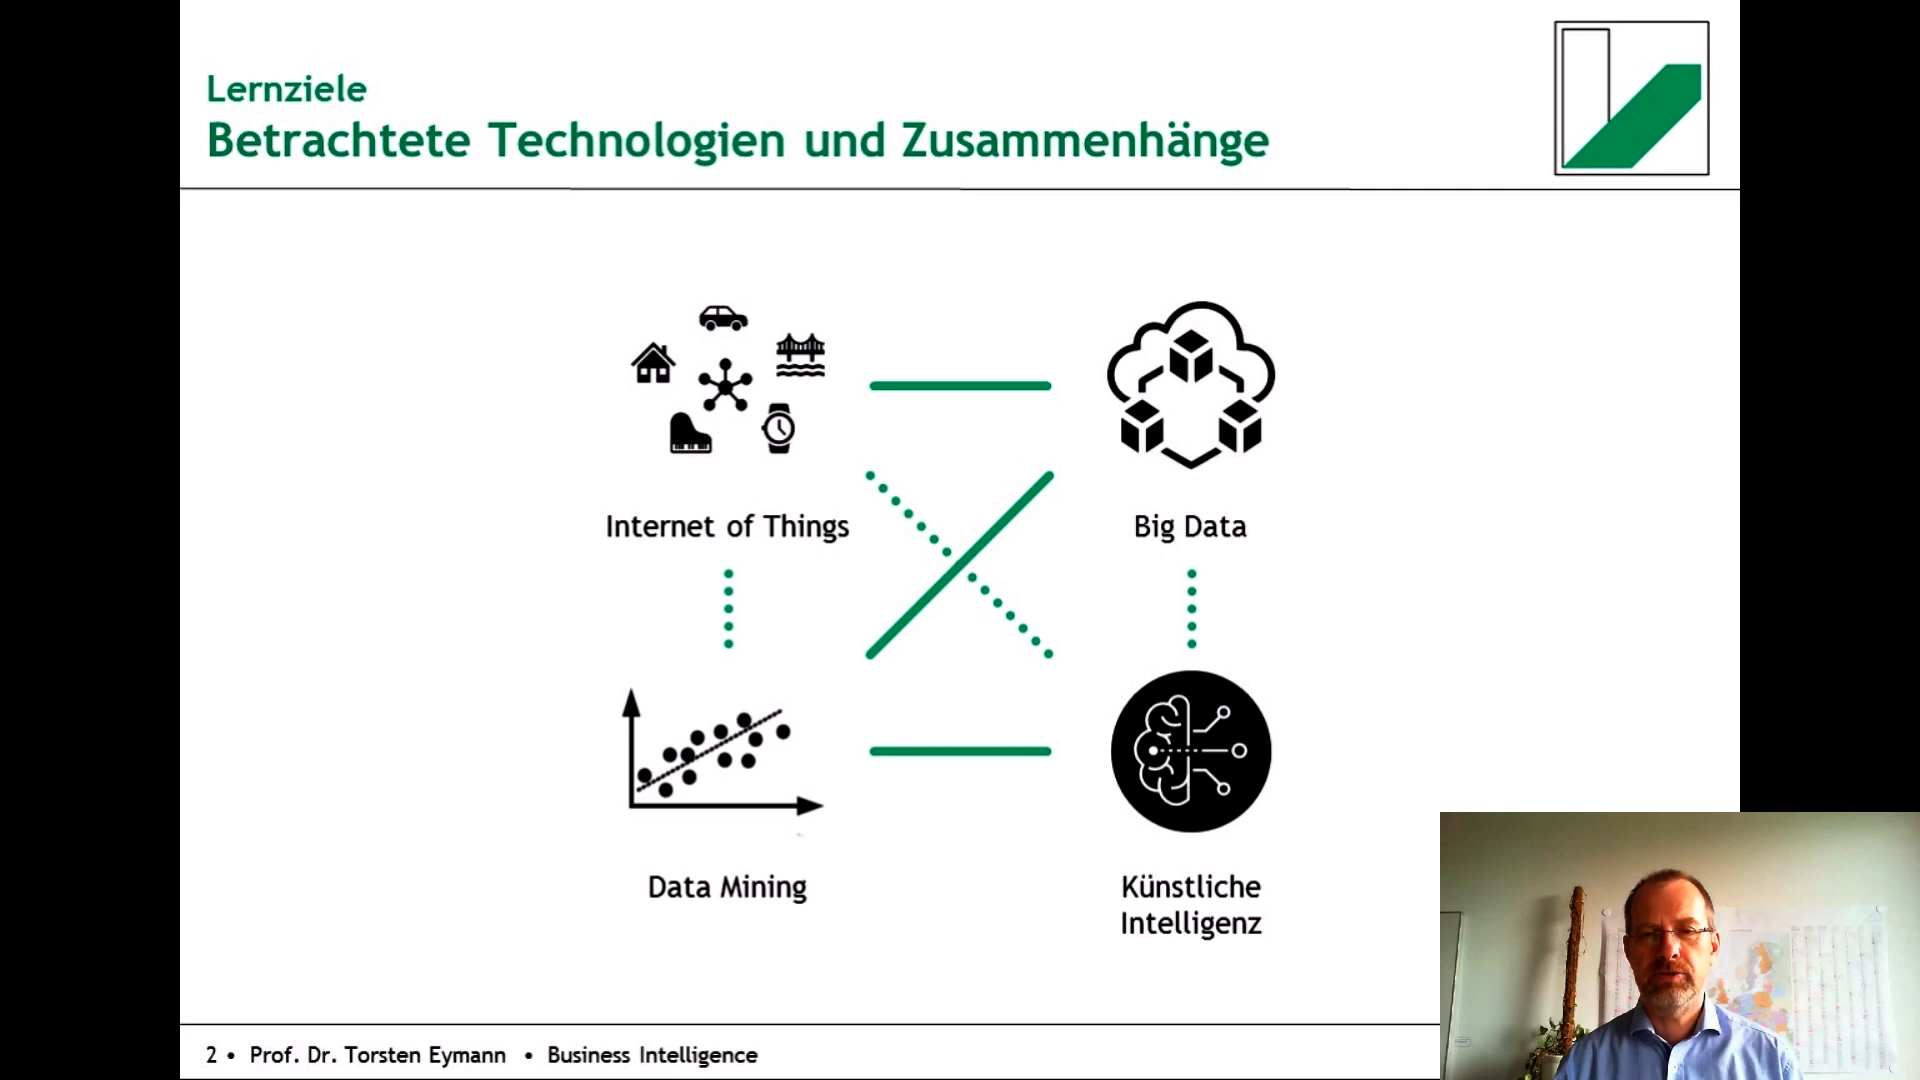 Lernziele
Betrachtete Technologien und Zusammenhänge
Internet of Things
Big Data
Data Mining
Künstliche
Intelligenz
2 • Prof. Dr. Torsten Eymann • Business Intelligence